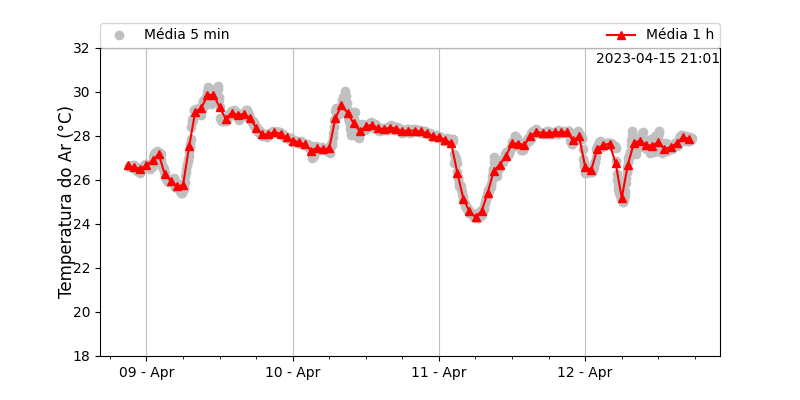 Média 5 min
Média 1 h
2023-04-15 21:01
Temperatura do Ar (°C)
32
30
28
26
24
22
20
18
09 - Apr
10 - Apr
11 - Apr
12 - Apr